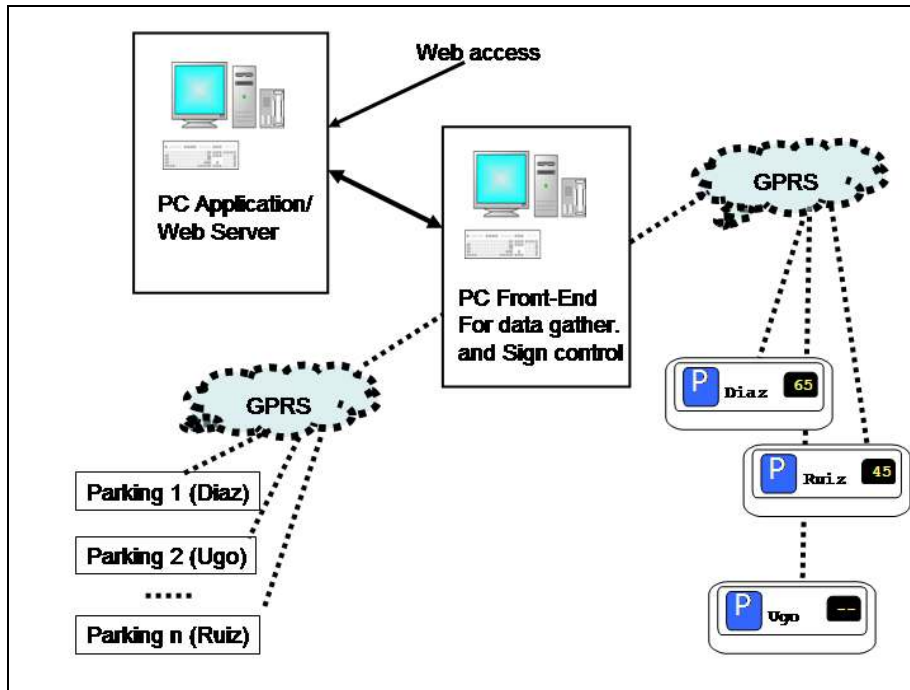 Web access
PC Application/
Web Server
GPRS
PC Front-End
For data gather.
and Sign control
GPRS
P Diaz 65
P Ruiz 45
P Ugo --
Parking 1 (Diaz)
Parking 2 (Ugo)
.....
Parking n (Ruiz)